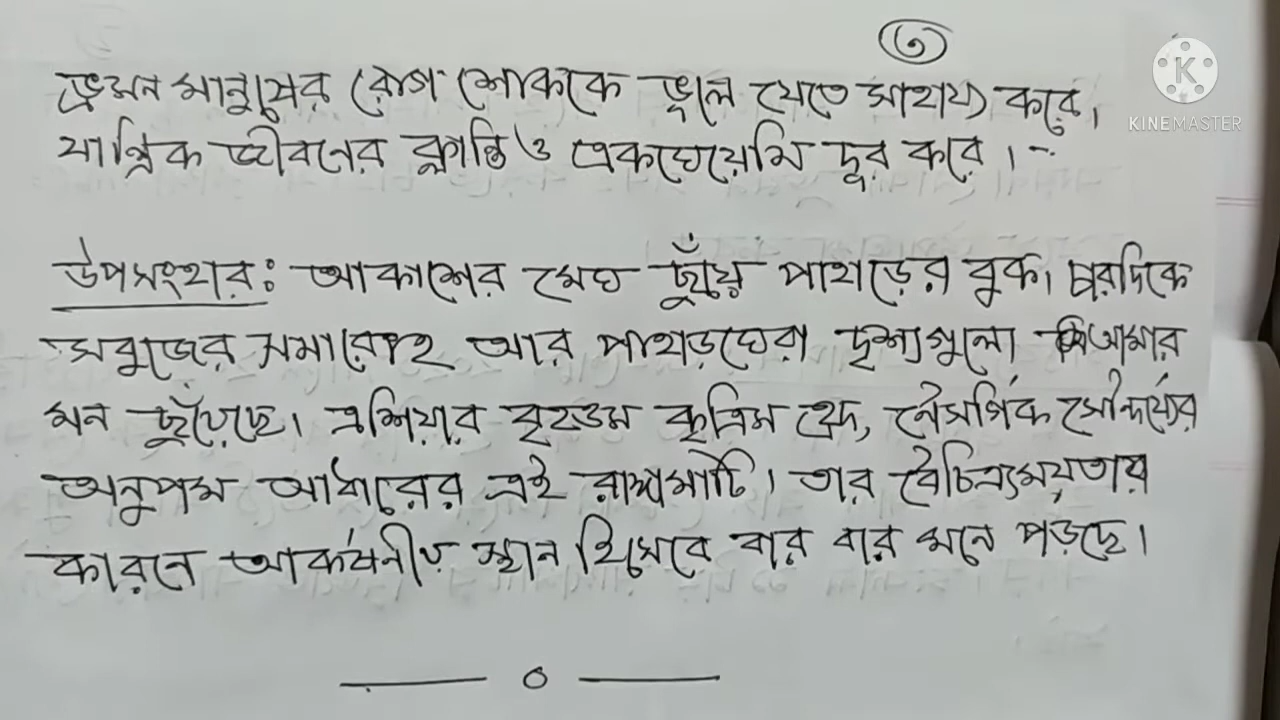 ৩
ভ্রমন মানুষের রোগ শোককে ভুলে যেতে সাহায্য করে,
যান্ত্রিক জীবনের ক্লান্তি ও একঘেয়েমি দূর করে।
উপসংহার: আকাশের মেঘ ছুঁয়ে পাহাড়ের বুক। চারদিকে
সবুজের সমারোহ আর পাহাড়ঘেরা দৃশ্যগুলো আমার
মন ছুঁয়েছে। এশিয়ার বৃহত্তম কৃত্রিম হ্রদ, নৈসর্গিক সৌন্দর্যের
অনুপম আধারের এই রাঙ্গামাটি। তার বৈচিত্র্যময়তার
কারনে আকর্ষনীয় স্থান হিসেবে বার বার মনে পড়ছে।
K
KINEMASTER